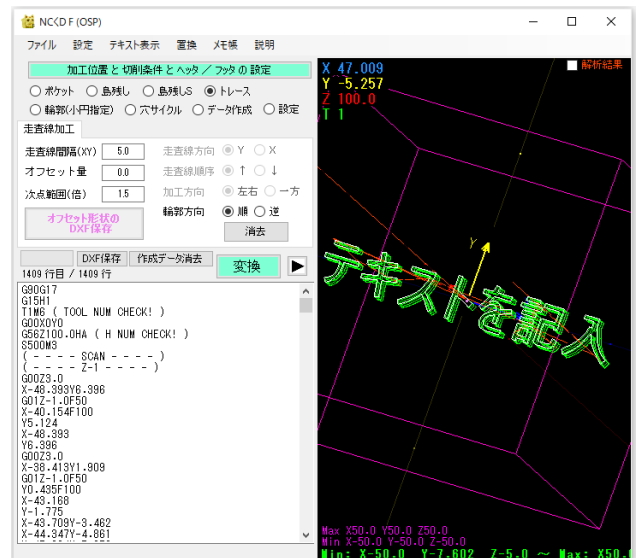 NC<DF (OSP)
ファイル 設定 テキスト表示 置換 メモ帳 説明
加工位置 と 切削条件 と ヘッダ / フッタ の 設定
ポケット 島残し 島残しS トレース
輪郭(小円指定) 穴サイクル データ作成 設定
走査線加工
走査線間隔(XY) 5.0 走査線方向 Y X
オフセット量 0.0 走査線順序 ↑ ↓
次点範囲(倍) 1.5 加工方向 左右 一方
輪郭方向 順 逆
オフセット形状の
DXF保存
消去
DXF保存 作成データ消去 変換
1409 行目 / 1409 行
G90G17
G15H1
T1M6 ( TOOL NUM CHECK! )
G00X0Y0
G56Z100.0HA ( H NUM CHECK! )
S500M3
( - - - - SCAN - - - - )
( - - - - Z-1 - - - - )
G00Z3.0
X-48.393Y6.396
G01Z-1.0F50
X-40.154F100
Y5.124
X-48.393
Y6.396
G00Z3.0
X-38.413Y1.909
G01Z-1.0F50
Y0.435F100
X-43.168
Y-1.775
X-43.709Y-3.462
X-44.347Y-4.861
X 47.009
Y -5.257
Z 100.0
T 1
解析結果
Y
テキストを記入
Max X50.0 Y50.0 Z50.0
Min X-50.0 Y-50.0 Z-50.0
Min: X-50.0 Y-7.602 Z-5.0 ～ Max: X50.